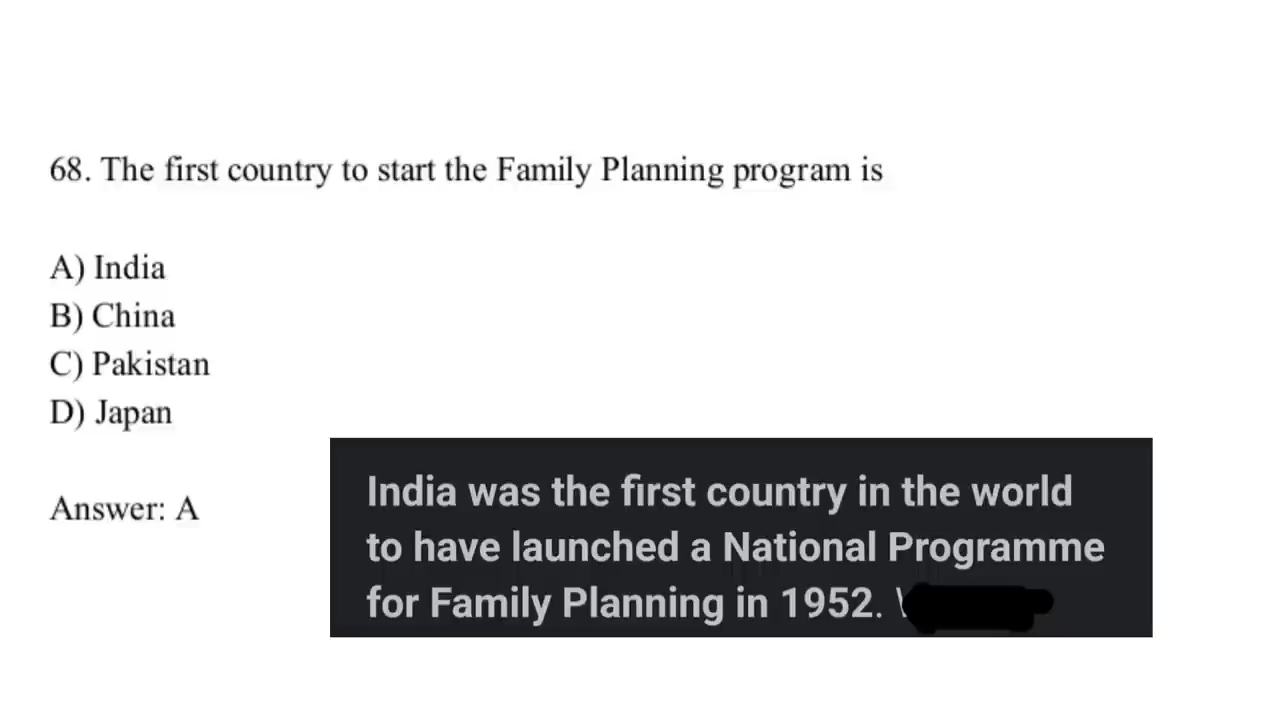 68. The first country to start the Family Planning program is
A) India
B) China
C) Pakistan
D) Japan
Answer: A
India was the first country in the world
to have launched a National Programme
for Family Planning in 1952.